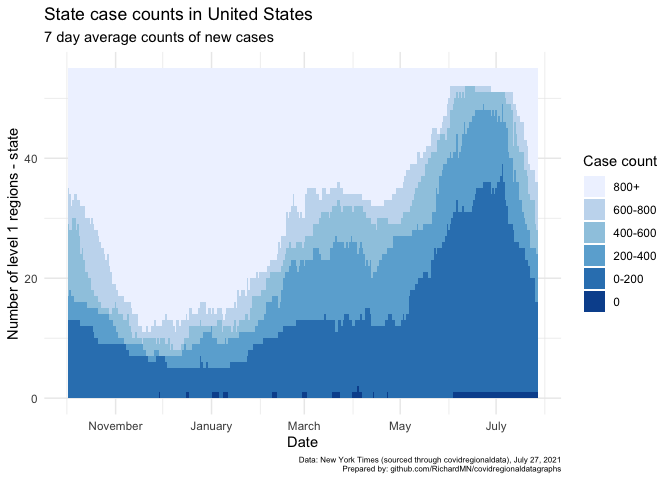 State case counts in United States
7 day average counts of new cases
Number of level 1 regions - state
40
20
0
November
January
March
May
July
Date
Case count
800+
600-800
400-600
200-400
0-200
0
Data: New York Times (sourced through covidregionaldata), July 27, 2021
Prepared by: github.com/RichardMN/covidregionaldatagraphs